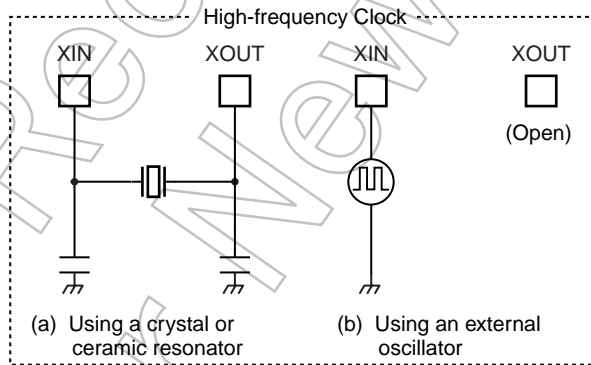 High-frequency Clock
XIN XOUT XIN XOUT
(Open)
(a) Using a crystal or
ceramic resonator
(b) Using an external
oscillator